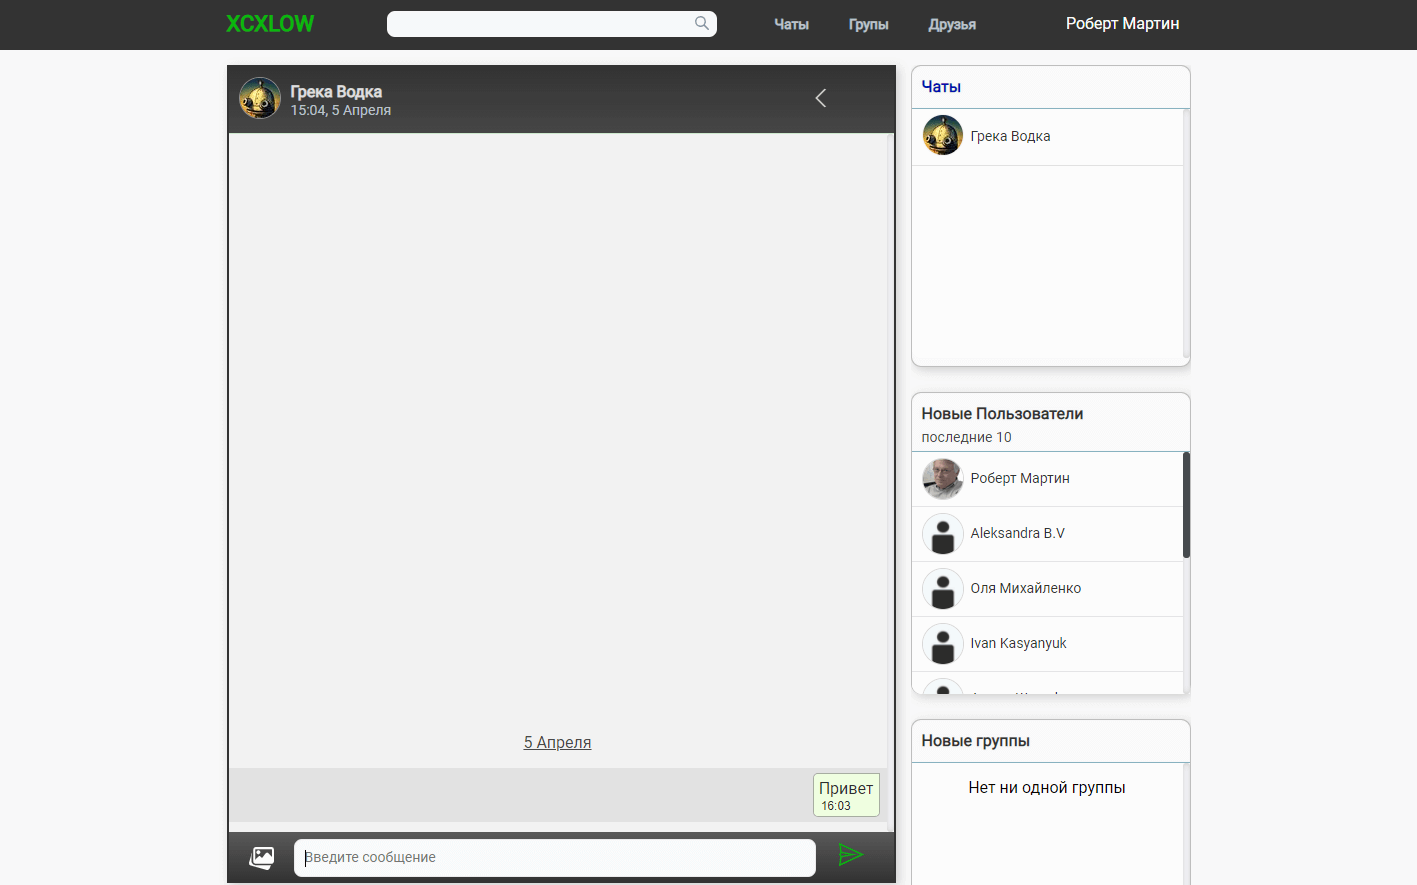 XCXLOW
Чаты
Групы
Друзья
Роберт Мартин
Грека Водка
15:04, 5 Апреля
5 Апреля
Привет
16:03
Введите сообщение
Чаты
Грека Водка
Новые Пользователи
последние 10
Роберт Мартин
Aleksandra B.V
Оля Михайленко
Ivan Kasyanyuk
Новые группы
Нет ни одной группы